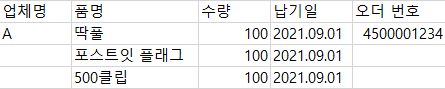 업체명 품명 수량 납기일 오더 번호
A 딱풀 100 2021.09.01 4500001234
포스트잇 플래그 100 2021.09.01
500클립 100 2021.09.01